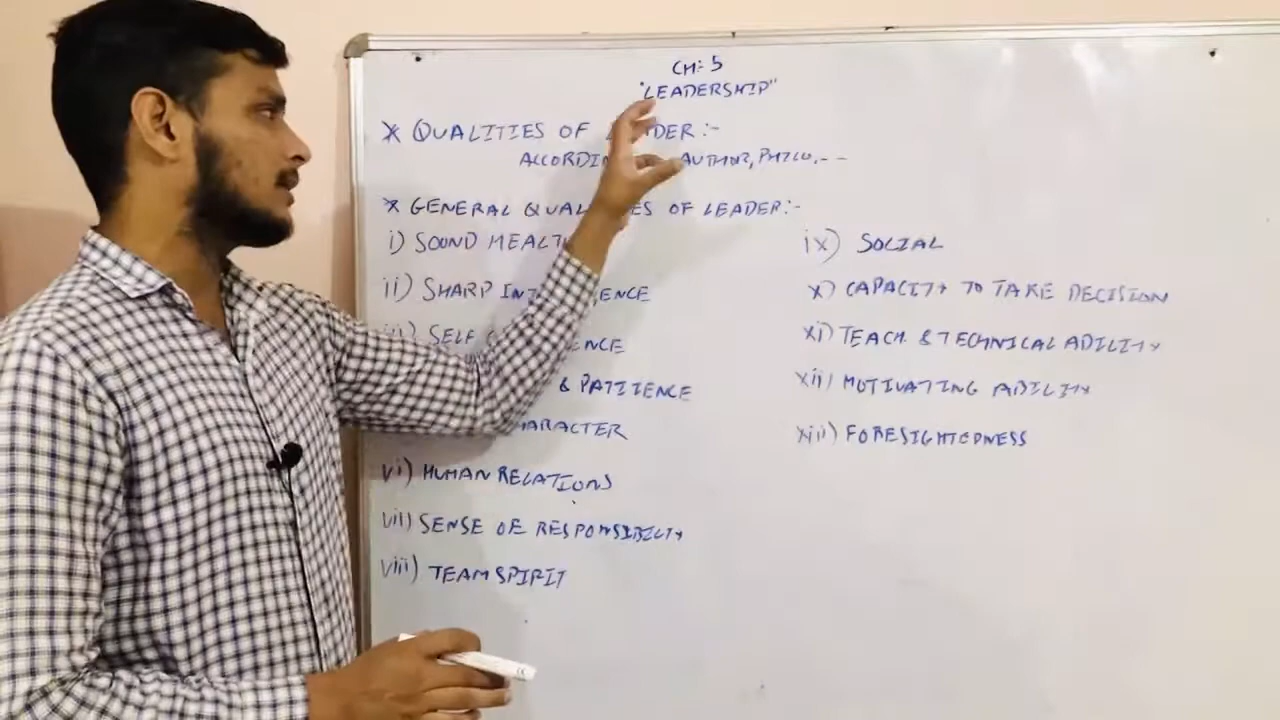 CH:- 5
"LEADERSHIP"
* QUALITIES OF LEADER:-
AUTHOR, PHILO,---
* GENERAL QUALITIES OF LEADER:-
i) SOUND HEALTH
ii) SHARP INTELLIGENCE
iii) SELF CONFIDENCE
& PATIENCE
CHARACTER
vi) HUMAN RELATIONS
vii) SENSE OF RESPONSIBILITY
viii) TEAM SPIRIT
ix) SOCIAL
x) CAPACITY TO TAKE DECISION
xi) TEACH & TECHNICAL ABILITY
xii) MOTIVATING ABILITY
xiii) FORESIGHTEDNESS